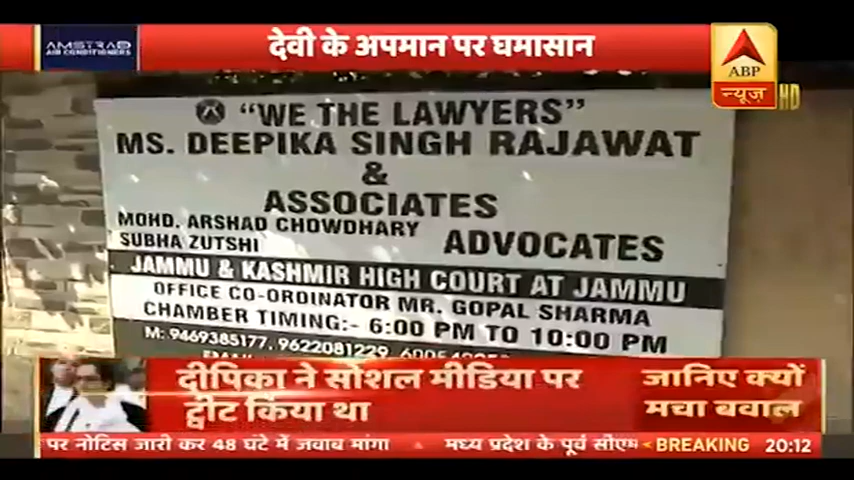 AMSTRAD
AIR CONDITIONERS
देवी के अपमान पर घमासान
ABP
न्यूज़
HD
"WE THE LAWYERS"
MS. DEEPIKA SINGH RAJAWAT
&
ASSOCIATES
MOHD. ARSHAD CHOWDHARY
SUBHA ZUTSHI
ADVOCATES
JAMMU & KASHMIR HIGH COURT AT JAMMU
OFFICE CO-ORDINATOR MR. GOPAL SHARMA
CHAMBER TIMING:- 6:00 PM TO 10:00 PM
M: 9469385177, 9622081229,
दीपिका ने सोशल मीडिया पर
ट्वीट किया था
जानिए क्यों
मचा बवाल
पर नोटिस जारी कर 48 घंटे में जवाब मांगा
मध्य प्रदेश के पूर्व सीएम
BREAKING
20:12